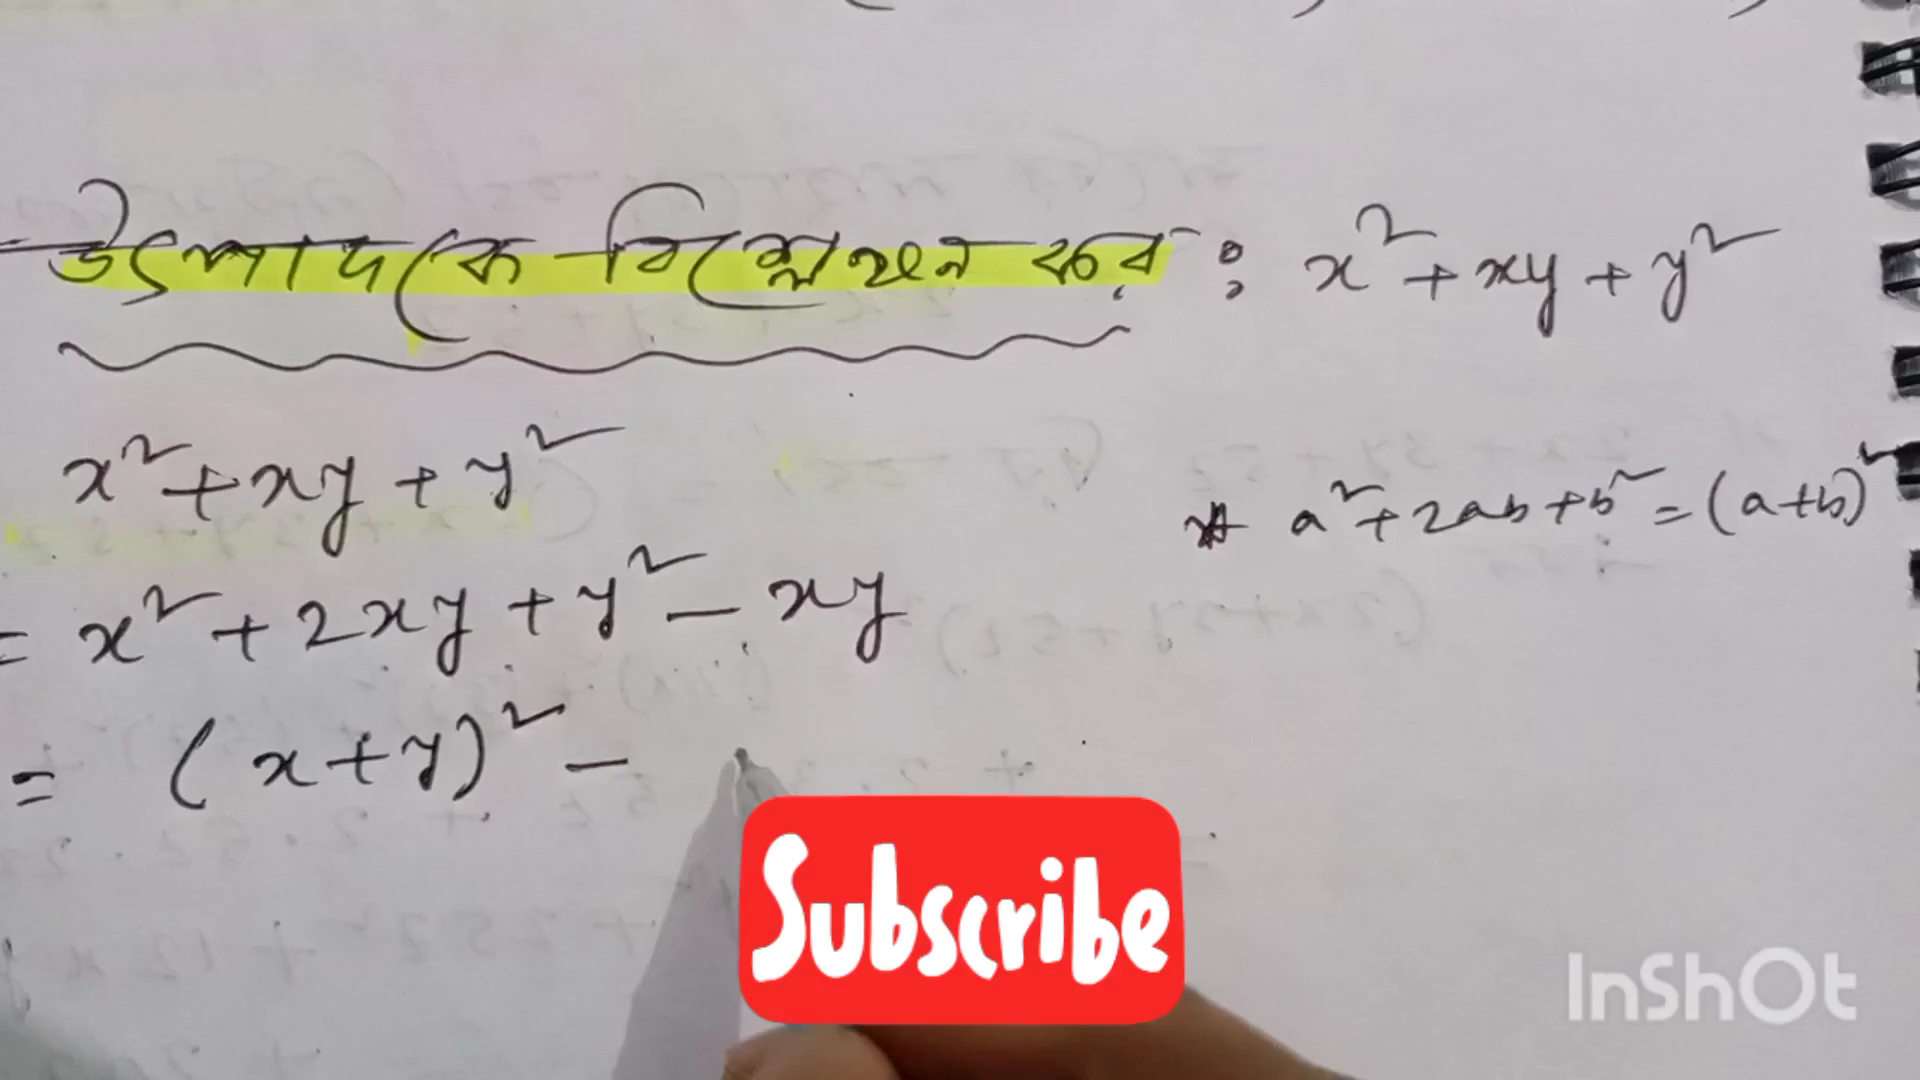 উৎপাদকে বিশ্লেষণ কর : x² + xy + y²
x² + xy + y²
* a² + 2ab + b² = (a+b)²
= x² + 2xy + y² - xy
= (x+y)² -
Subscribe
InShOt